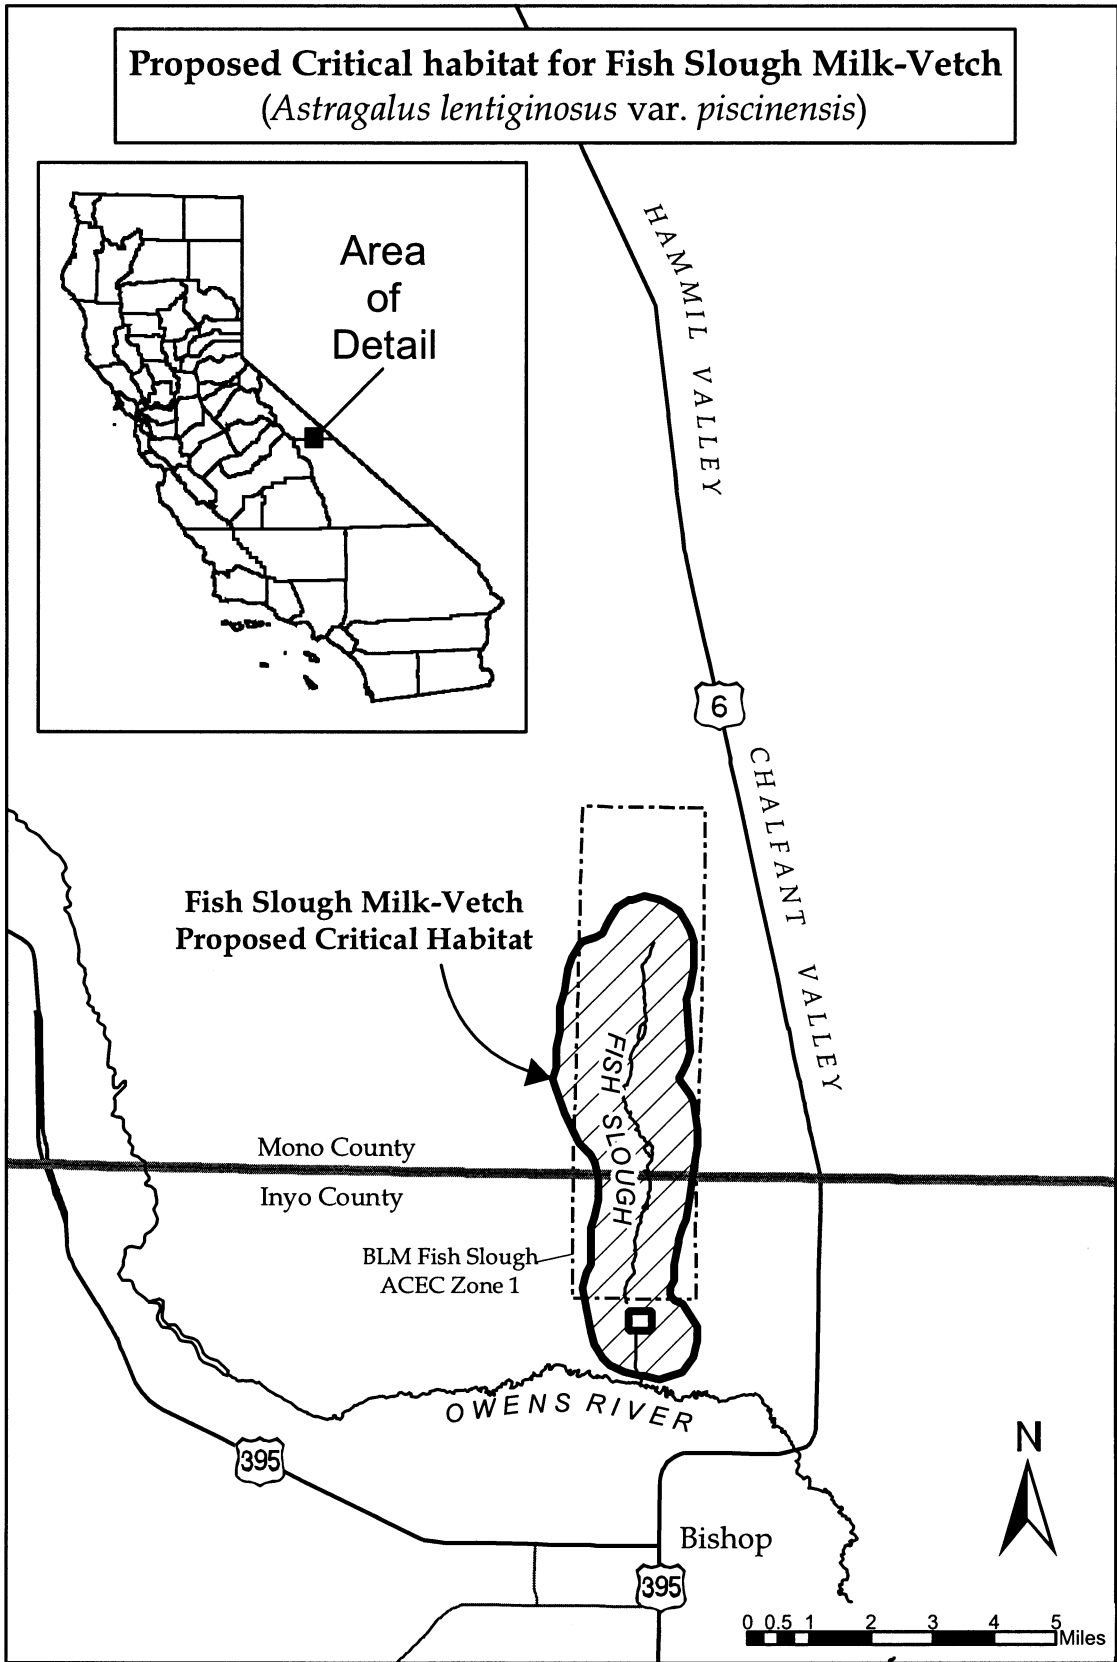 Proposed Critical habitat for Fish Slough Milk-Vetch
(Astragalus lentiginosus var. piscinensis)
Area
of
Detail
HAMMIL VALLEY
6
CHALFANT VALLEY
Fish Slough Milk-Vetch
Proposed Critical Habitat
FISH SLOUGH
Mono County
Inyo County
BLM Fish Slough
ACEC Zone 1
OWENS RIVER
395
N
Bishop
395
0 0.5 1 2 3 4 5
Miles